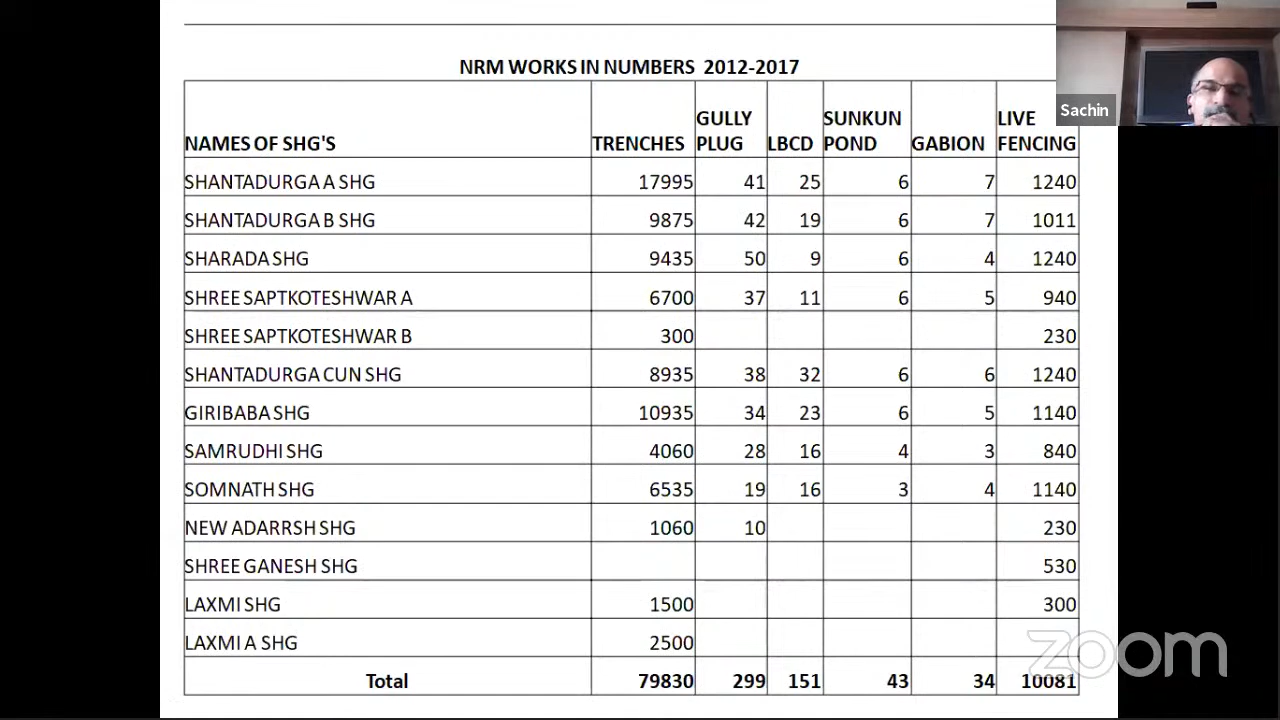 NRM WORKS IN NUMBERS 2012-2017
NAMES OF SHG'S TRENCHES GULLY PLUG LBCD SUNKUN POND GABION LIVE FENCING
SHANTADURGA A SHG 17995 41 25 6 7 1240
SHANTADURGA B SHG 9875 42 19 6 7 1011
SHARADA SHG 9435 50 9 6 4 1240
SHREE SAPTKOTESHWAR A 6700 37 11 6 5 940
SHREE SAPTKOTESHWAR B 300 230
SHANTADURGA CUN SHG 8935 38 32 6 6 1240
GIRIBABA SHG 10935 34 23 6 5 1140
SAMRUDHI SHG 4060 28 16 4 3 840
SOMNATH SHG 6535 19 16 3 4 1140
NEW ADARRSH SHG 1060 10 230
SHREE GANESH SHG 530
LAXMI SHG 1500 300
LAXMI A SHG 2500
Total 79830 299 151 43 34 10081
Sachin
zoom